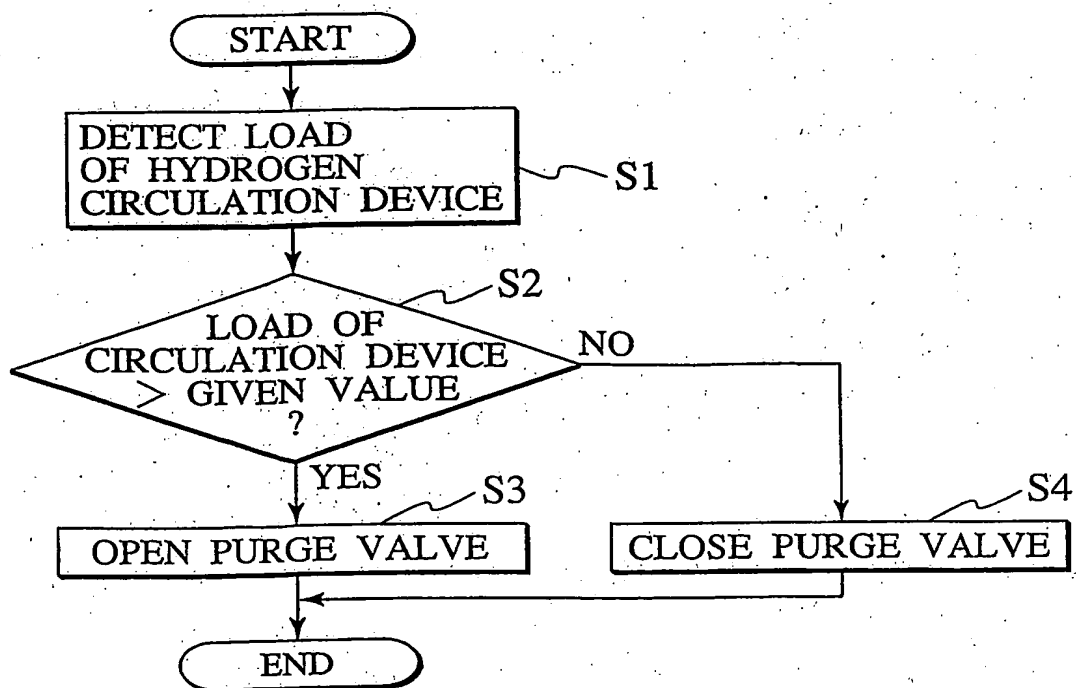 START
DETECT LOAD
OF HYDROGEN
CIRCULATION DEVICE
S1
S2
LOAD OF
CIRCULATION DEVICE
> GIVEN VALUE
?
NO
YES
S3
OPEN PURGE VALVE
S4
CLOSE PURGE VALVE
END